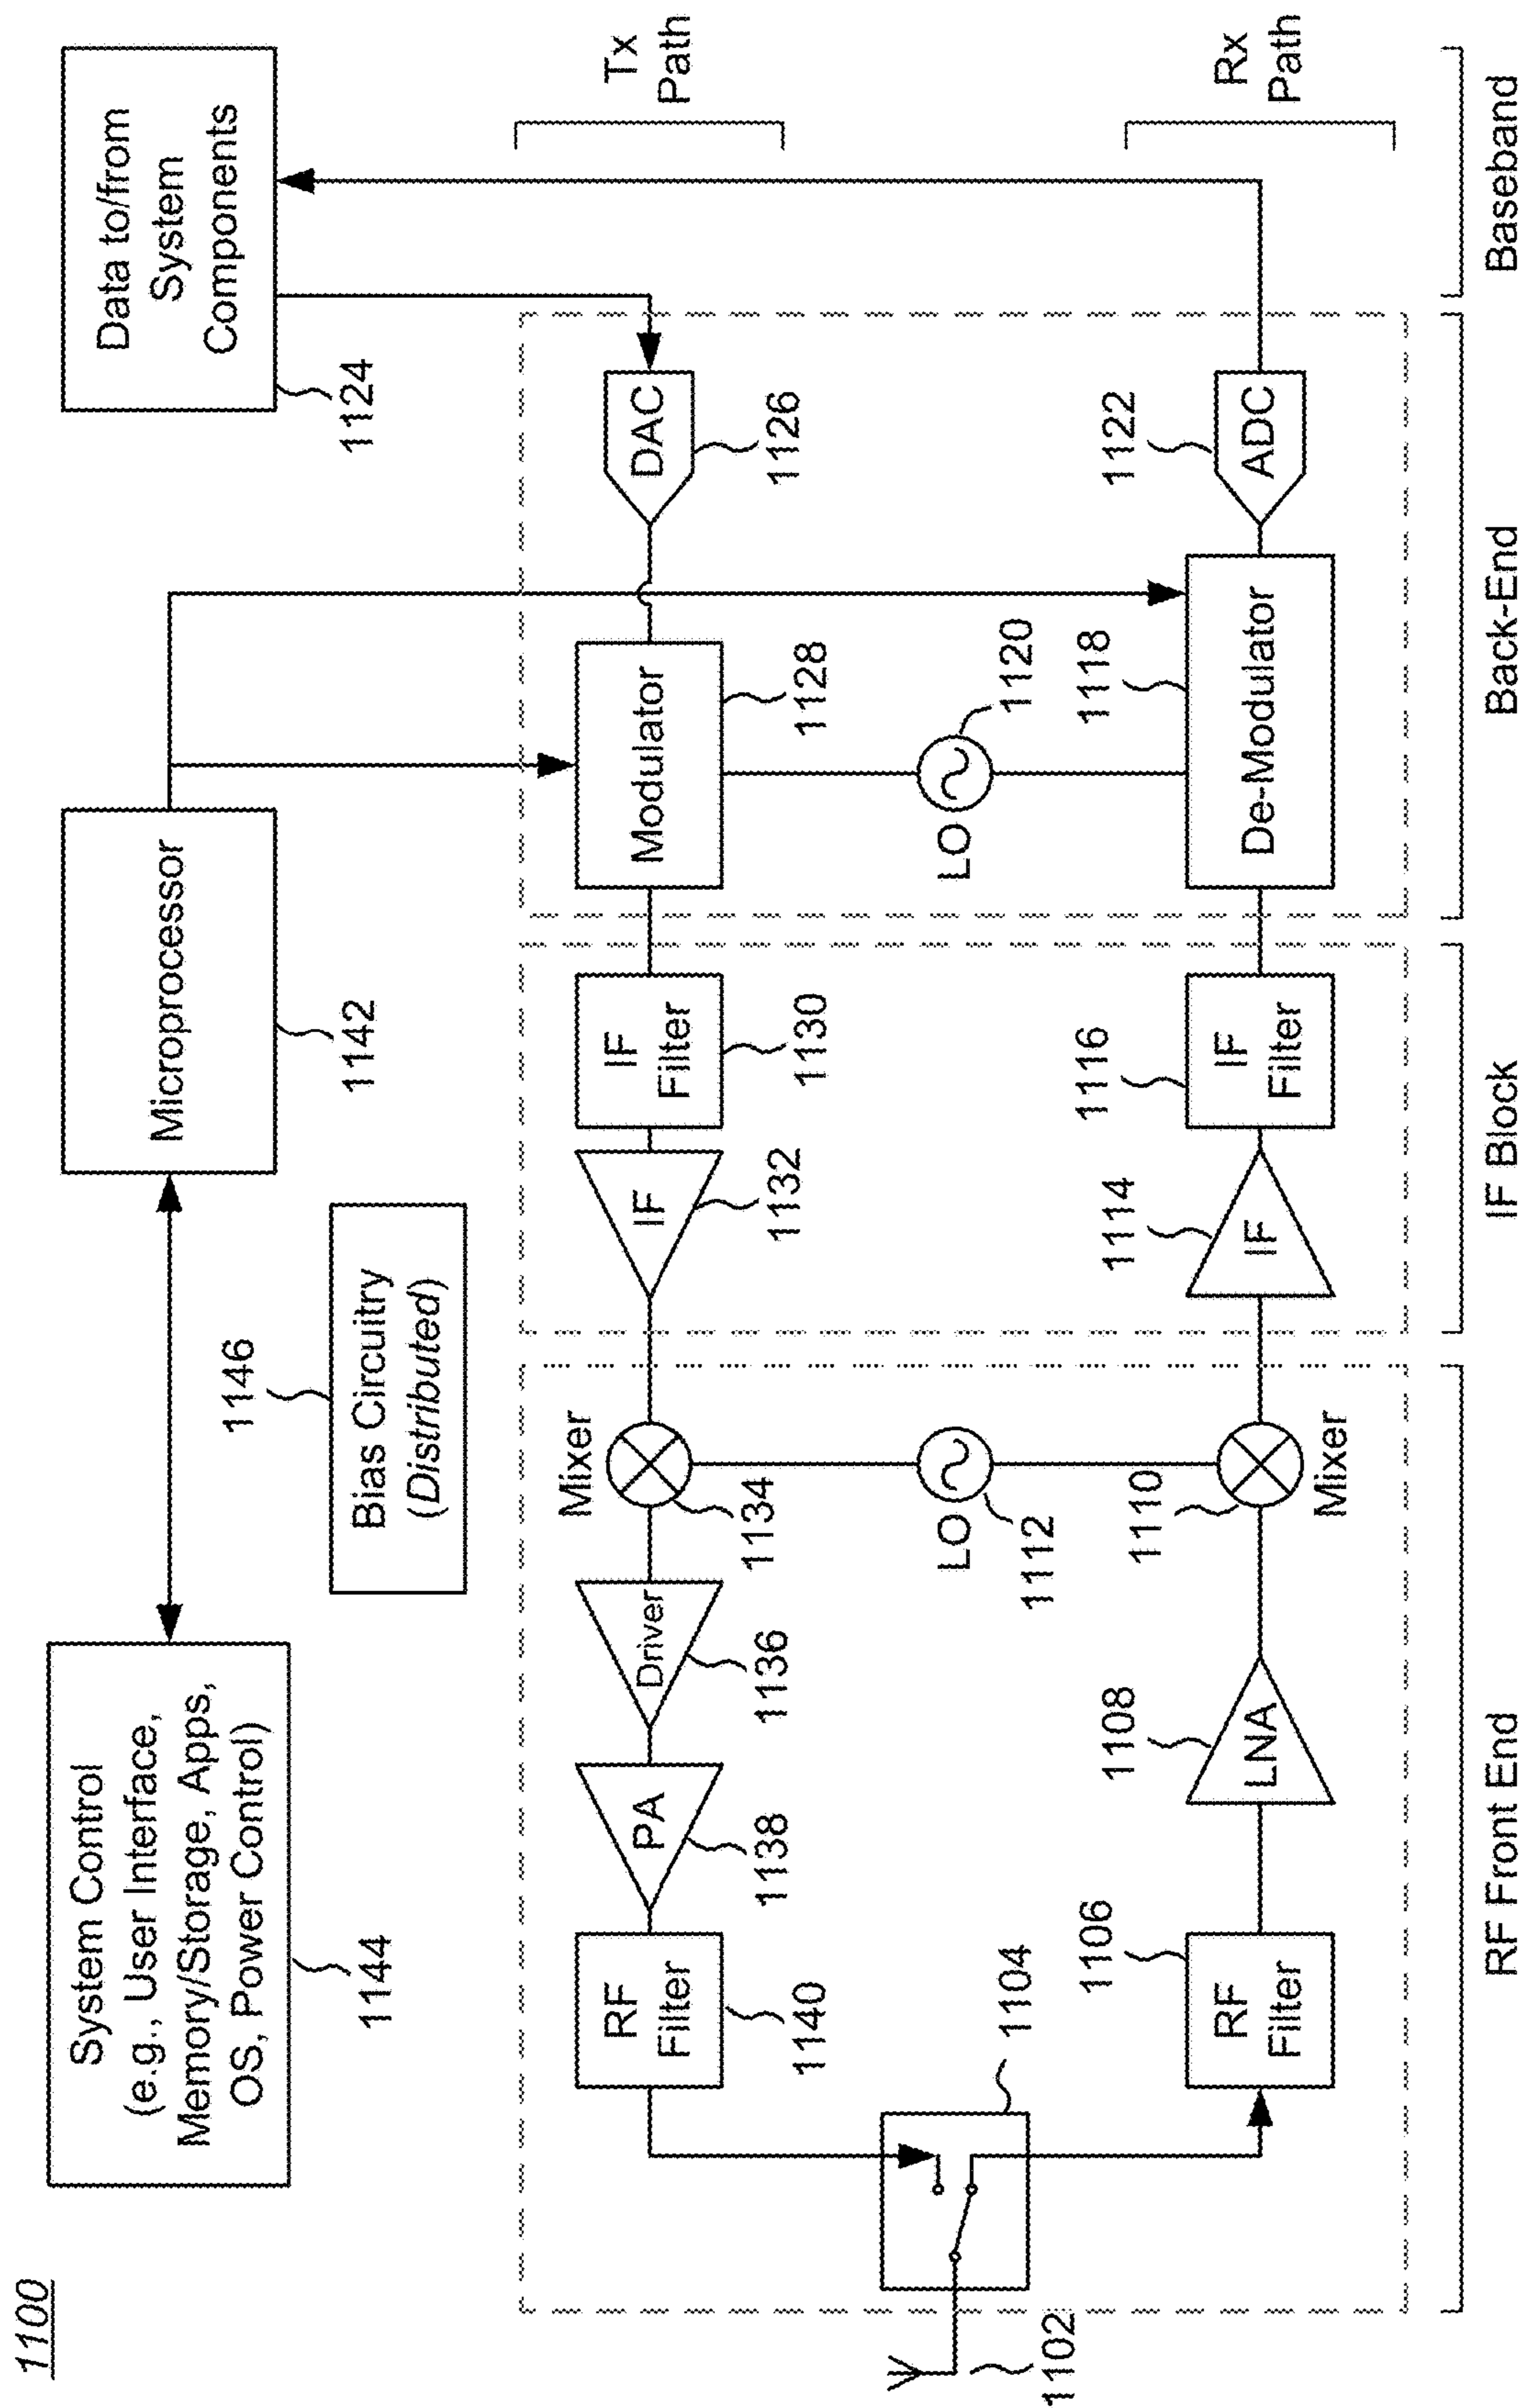 1100
System Control
(e.g., User Interface,
Memory/Storage, Apps,
OS, Power Control)
1144
Microprocessor
1142
Data to/from
System
Components
1124
1146
Bias Circuitry
(Distributed)
Tx
Path
RF
Filter
1140
PA
1138
Driver
1136
Mixer
1134
IF
1132
IF
Filter
1130
Modulator
1128
DAC
1126
1102
1104
LO
1112
LO
1120
Rx
Path
1106
RF
Filter
1108
LNA
1110
Mixer
1114
IF
1116
IF
Filter
1118
De-Modulator
1122
ADC
RF Front End
IF Block
Back-End
Baseband